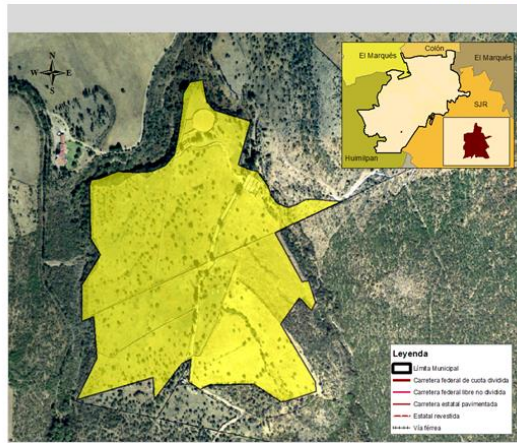 N
W E
S
El Marqués
Colón
El Marqués
SJR
Huimilpan
Leyenda
Límite Municipal
Carretera federal de cuota dividida
Carretera federal libre no dividida
Carretera estatal pavimentada
Estatal revestida
Vía férrea